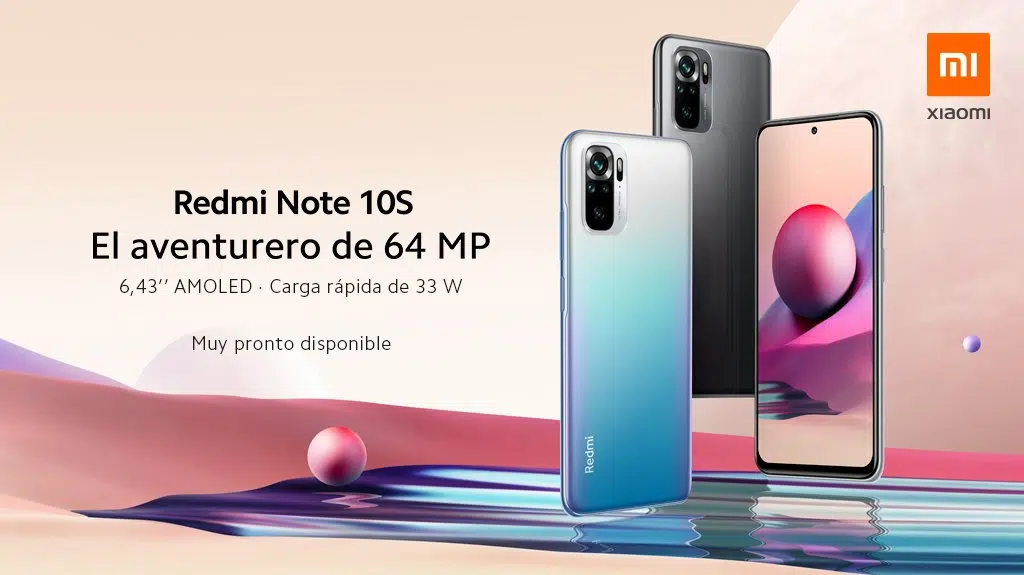 Redmi Note 10S
El aventurero de 64 MP
6,43’’ AMOLED · Carga rápida de 33 W
Muy pronto disponible
mi
xiaomi
Redmi